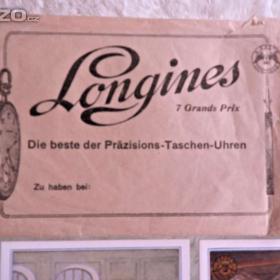 Longines
7 Grands Prix
Die beste der Präzisions-Taschen-Uhren
Zu haben bei: